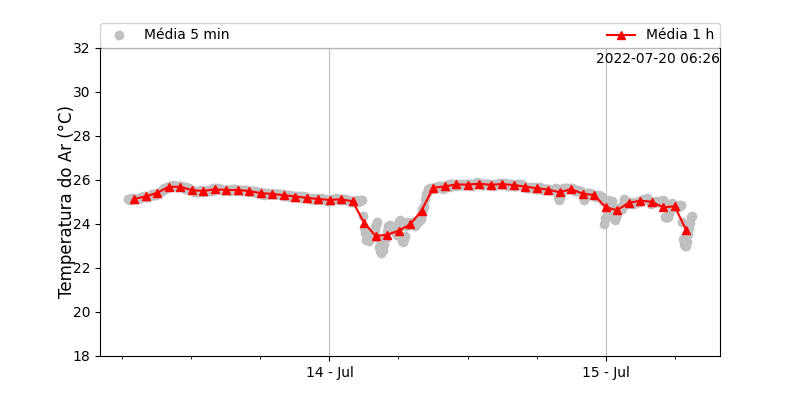 Média 5 min
Média 1 h
2022-07-20 06:26
Temperatura do Ar (°C)
32
30
28
26
24
22
20
18
14 - Jul
15 - Jul